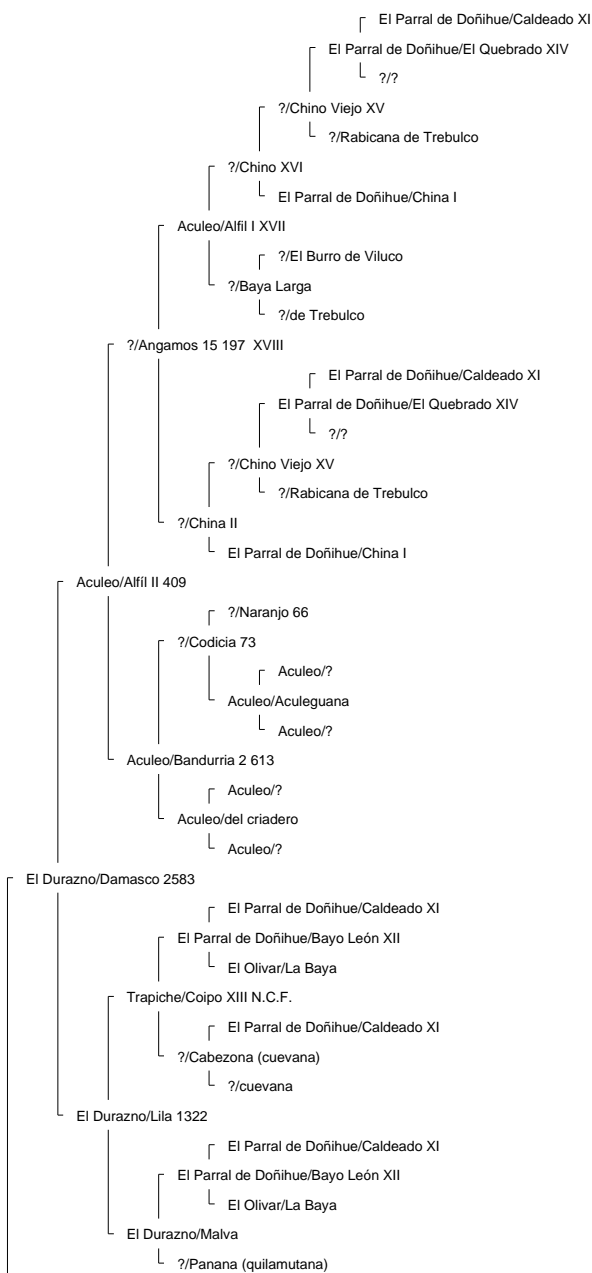 El Parral de Doñihue/Caldeado XI
El Parral de Doñihue/El Quebrado XIV
?/?
?/Chino Viejo XV
?/Rabicana de Trebulco
?/Chino XVI
El Parral de Doñihue/China I
Aculeo/Alfil I XVII
?/El Burro de Viluco
?/Baya Larga
?/de Trebulco
?/Angamos 15 197 XVIII
El Parral de Doñihue/Caldeado XI
El Parral de Doñihue/El Quebrado XIV
?/?
?/Chino Viejo XV
?/Rabicana de Trebulco
?/China II
El Parral de Doñihue/China I
Aculeo/Alfíl II 409
?/Naranjo 66
?/Codicia 73
Aculeo/?
Aculeo/Aculeguana
Aculeo/?
Aculeo/Bandurria 2 613
Aculeo/?
Aculeo/del criadero
Aculeo/?
El Durazno/Damasco 2583
El Parral de Doñihue/Caldeado XI
El Parral de Doñihue/Bayo León XII
El Olivar/La Baya
Trapiche/Coipo XIII N.C.F.
El Parral de Doñihue/Caldeado XI
?/Cabezona (cuevana)
?/cuevana
El Durazno/Lila 1322
El Parral de Doñihue/Caldeado XI
El Parral de Doñihue/Bayo León XII
El Olivar/La Baya
El Durazno/Malva
?/Panana (quilamutana)